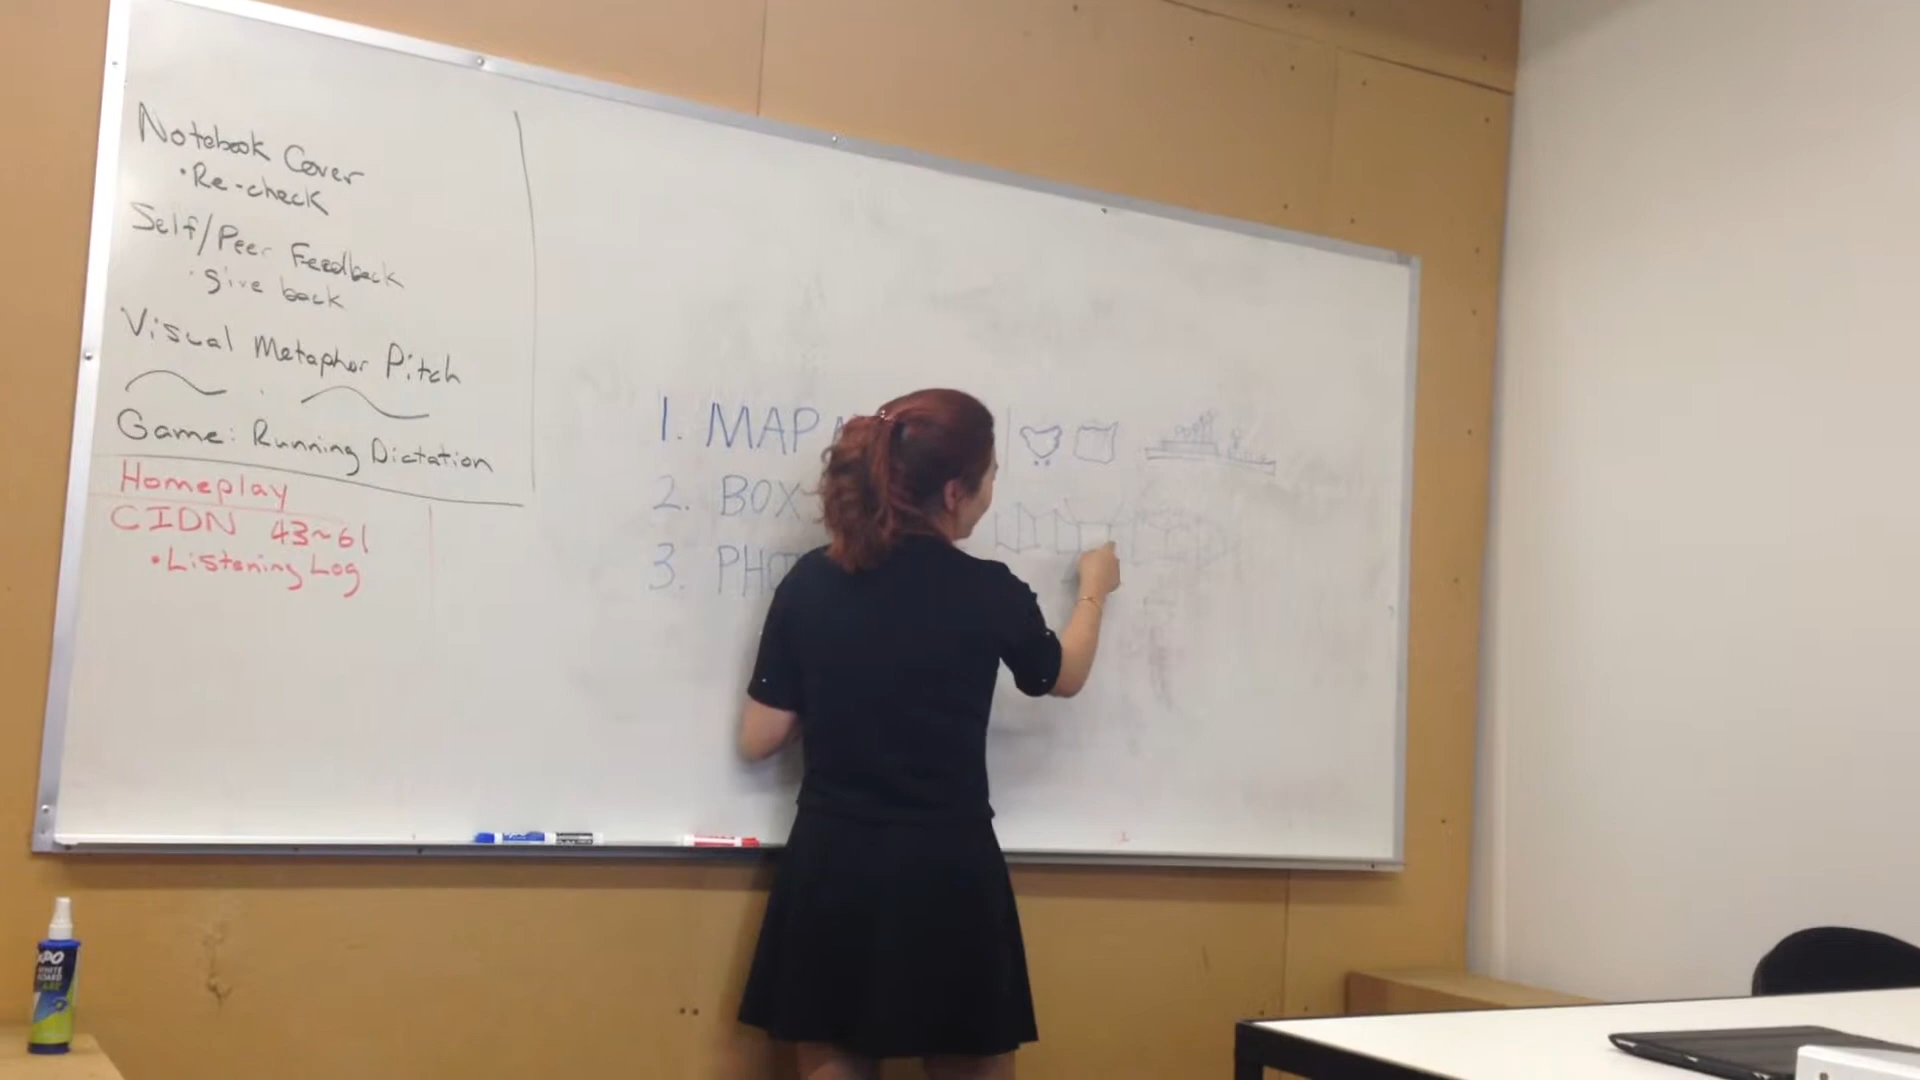 Notebook Cover
• Re-check
Self/Peer Feedback
• Give back
Visual Metaphor Pitch
Game: Running Dictation
Homeplay
CIDN 43~61
• Listening Log
1. MAP
2. BOX
3. PHO